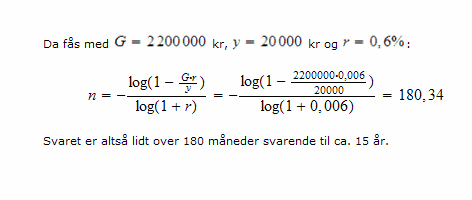 Da fås med G = 2 200 000 kr, y = 20 000 kr og r = 0,6%:
n = -\frac{\log(1 - \frac{G \cdot r}{y})}{\log(1 + r)} = -\frac{\log(1 - \frac{2200000 \cdot 0,006}{20000})}{\log(1 + 0,006)} = 180,34
Svaret er altså lidt over 180 måneder svarende til ca. 15 år.